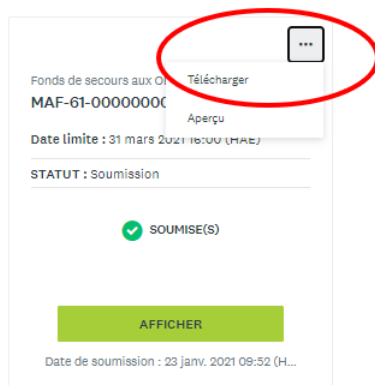 ...
Fonds de secours aux
Télécharger
MAF-61-0000000
Aperçu
Date limite : 31 mars 2021 16:00 (HAE)
STATUT : Soumission
SOUMISE(S)
AFFICHER
Date de soumission : 23 janv. 2021 09:52 (H...